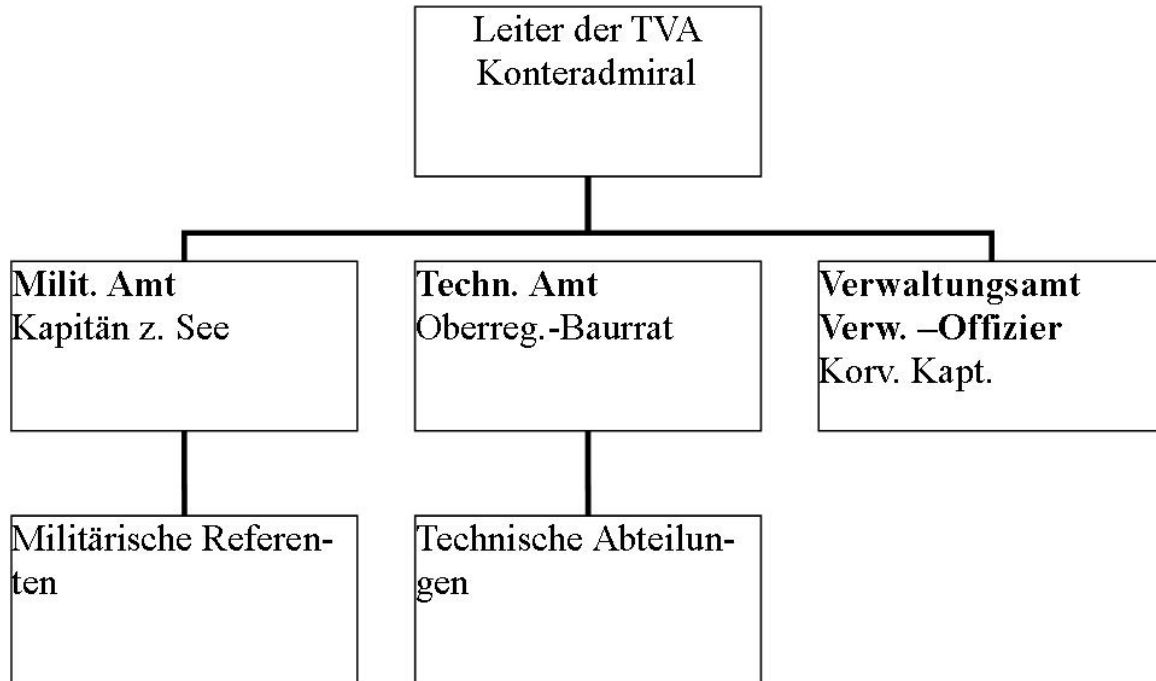 Leiter der TVA
Konteradmiral
Milit. Amt
Kapitän z. See
Techn. Amt
Oberreg.-Baurrat
Verwaltungsamt
Verw. –Offizier
Korv. Kapt.
Militärische Referen-
ten
Technische Abteilun-
gen